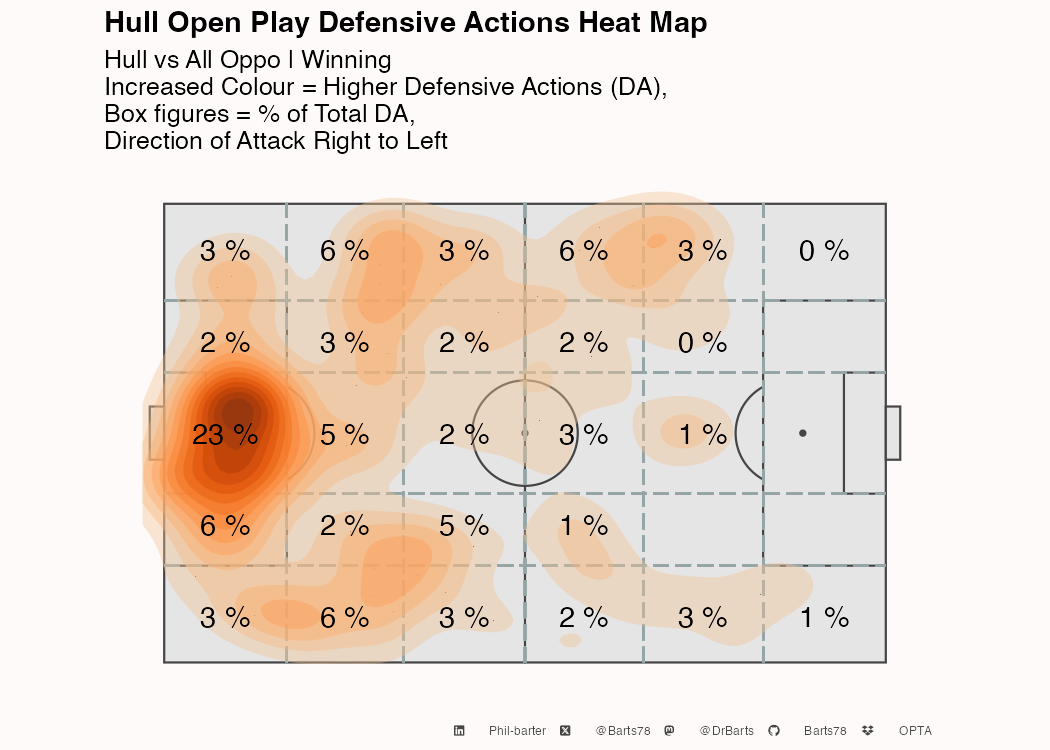 Hull Open Play Defensive Actions Heat Map
Hull vs All Oppo | Winning
Increased Colour = Higher Defensive Actions (DA),
Box figures = % of Total DA,
Direction of Attack Right to Left
3 % 6 % 3 % 6 % 3 % 0 %
2 % 3 % 2 % 2 % 0 %
23 % 5 % 2 % 3 % 1 %
6 % 2 % 5 % 1 %
3 % 6 % 3 % 2 % 3 % 1 %
Phil-barter @Barts78 @DrBarts Barts78 OPTA